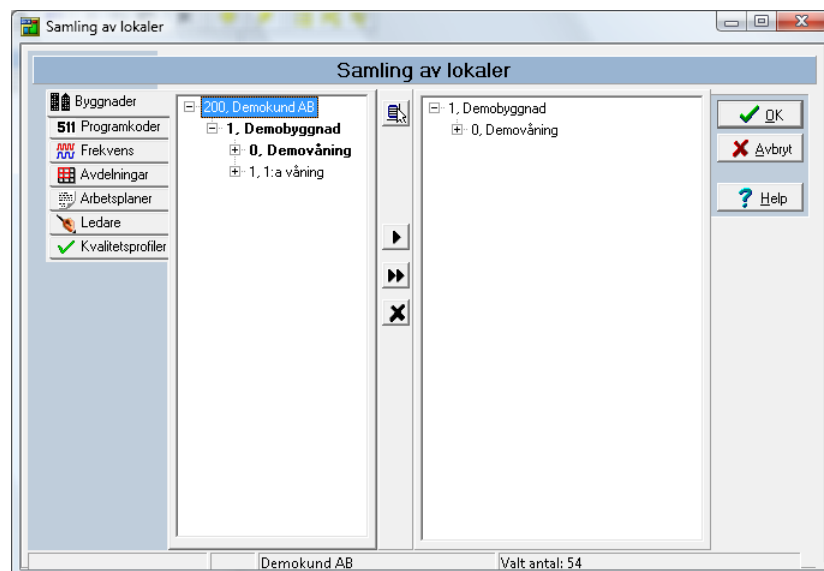 Samling av lokaler
Samling av lokaler
Byggnader
511 Programkoder
Frekvens
Avdelningar
Arbetsplaner
Ledare
Kvalitetsprofiler
200, Demokund AB
1, Demobyggnad
0, Demovåning
1, 1:a våning
1, Demobyggnad
0, Demovåning
OK
Avbryt
Help
Demokund AB
Valt antal: 54